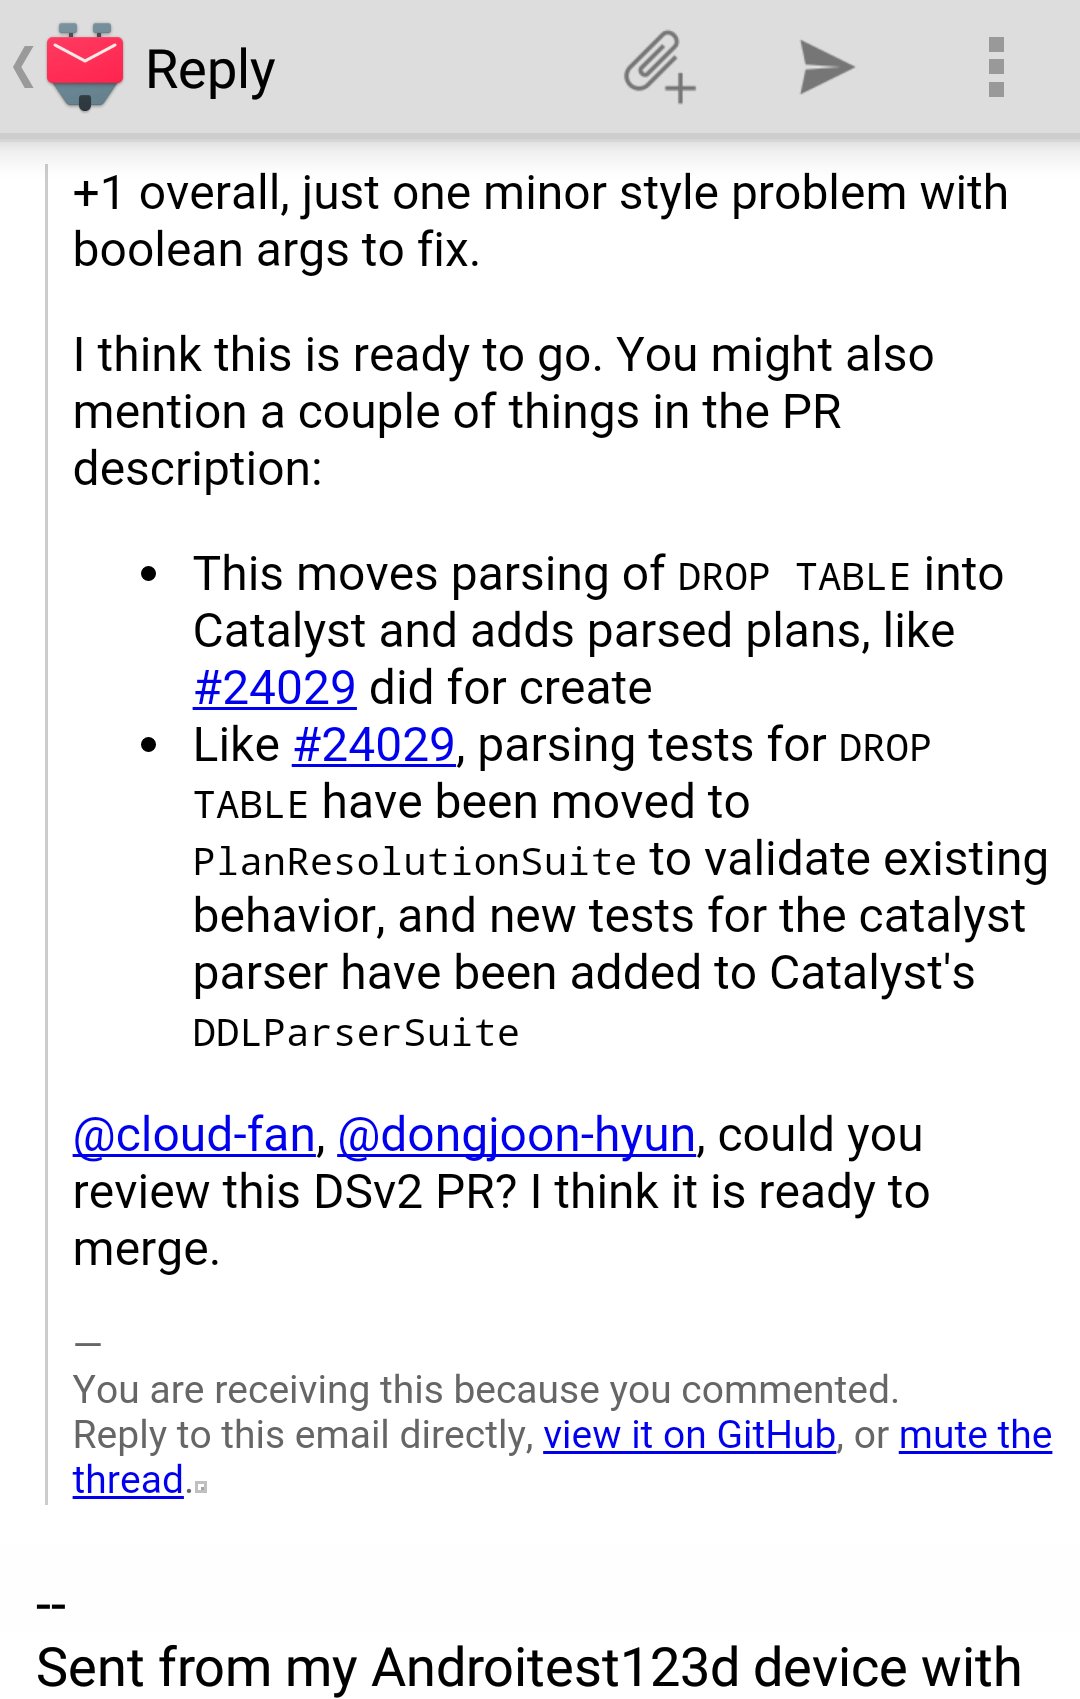 Reply
+1 overall, just one minor style problem with
boolean args to fix.
I think this is ready to go. You might also
mention a couple of things in the PR
description:
• This moves parsing of DROP TABLE into
Catalyst and adds parsed plans, like
#24029 did for create
• Like #24029, parsing tests for DROP
TABLE have been moved to
PlanResolutionSuite to validate existing
behavior, and new tests for the catalyst
parser have been added to Catalyst's
DDLParserSuite
@cloud-fan, @dongjoon-hyun, could you
review this DSv2 PR? I think it is ready to
merge.
—
You are receiving this because you commented.
Reply to this email directly, view it on GitHub, or mute the
thread.
--
Sent from my Androitest123d device with